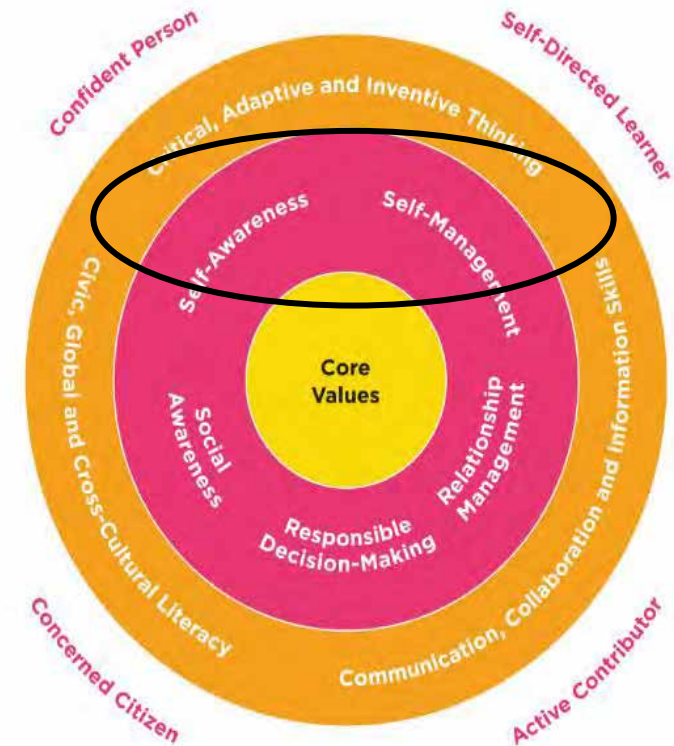 Confident Person
Self-Directed Learner
Critical, Adaptive and Inventive Thinking
Self-Awareness
Self-Management
Civic, Global and Cross-Cultural Literacy
Communication, Collaboration and Information Skills
Core
Values
Social
Awareness
Relationship
Management
Responsible
Decision-Making
Concerned Citizen
Active Contributor